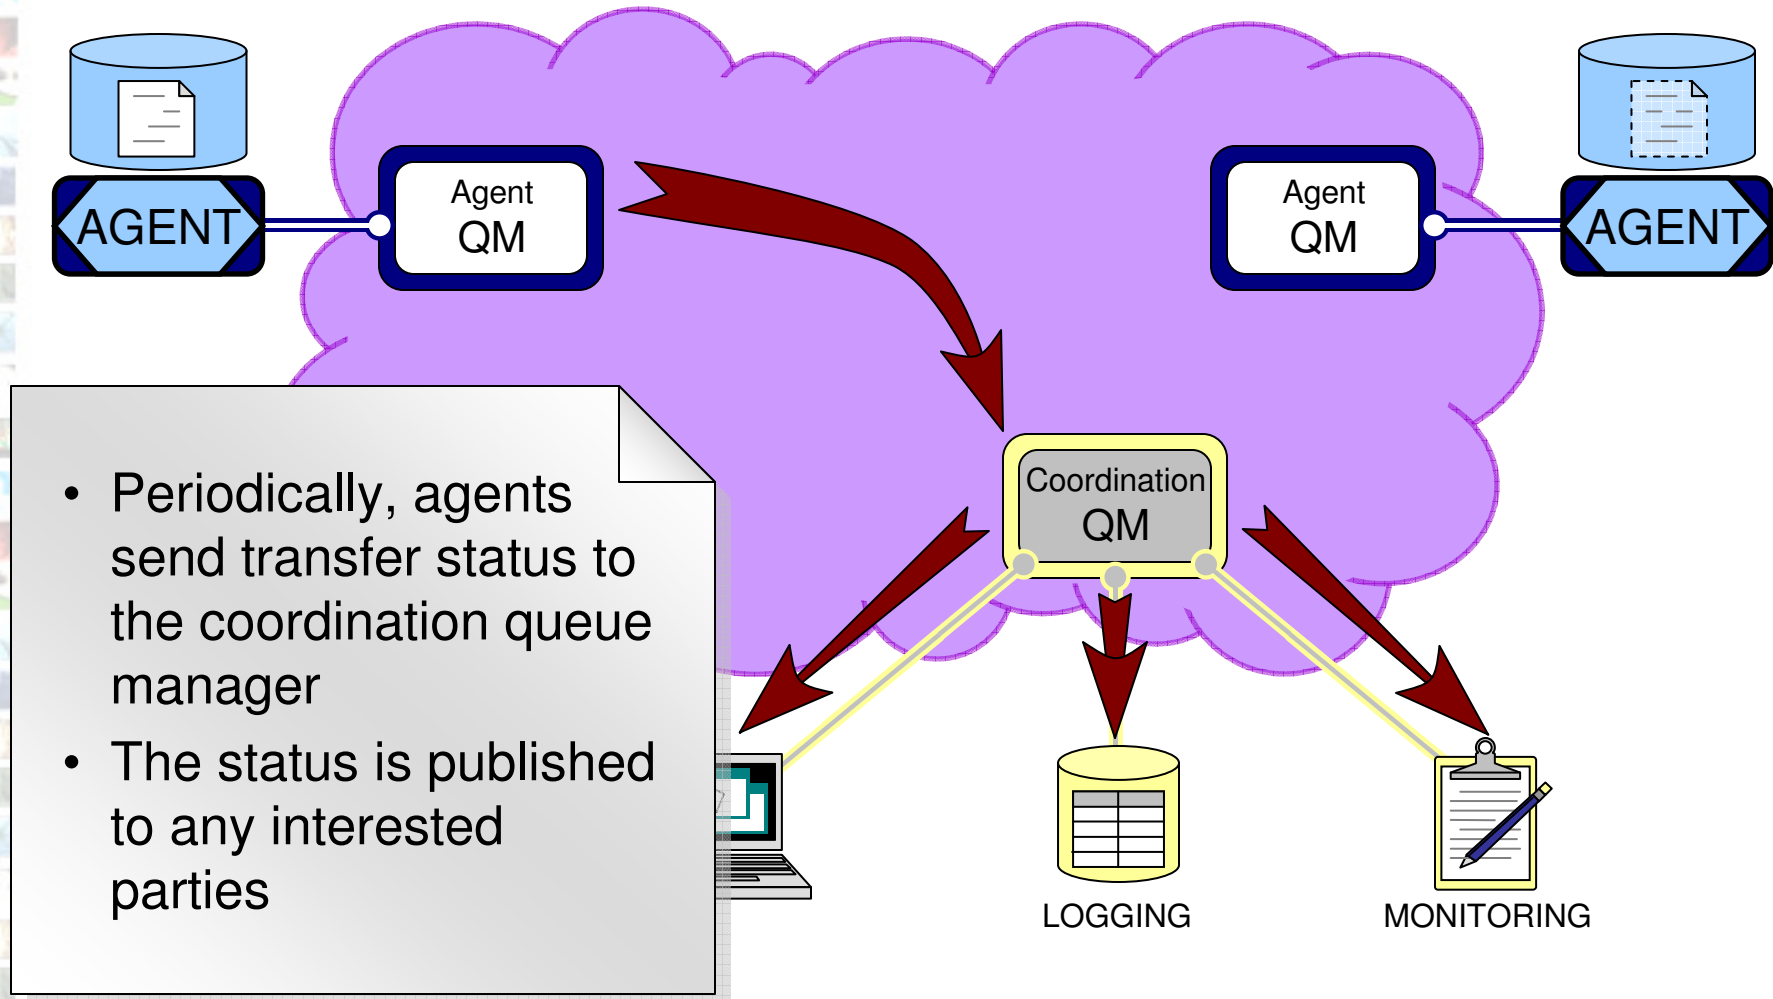 AGENT
Agent
QM
Agent
QM
AGENT
Coordination
QM
• Periodically, agents
send transfer status to
the coordination queue
manager
• The status is published
to any interested
parties
LOGGING
MONITORING